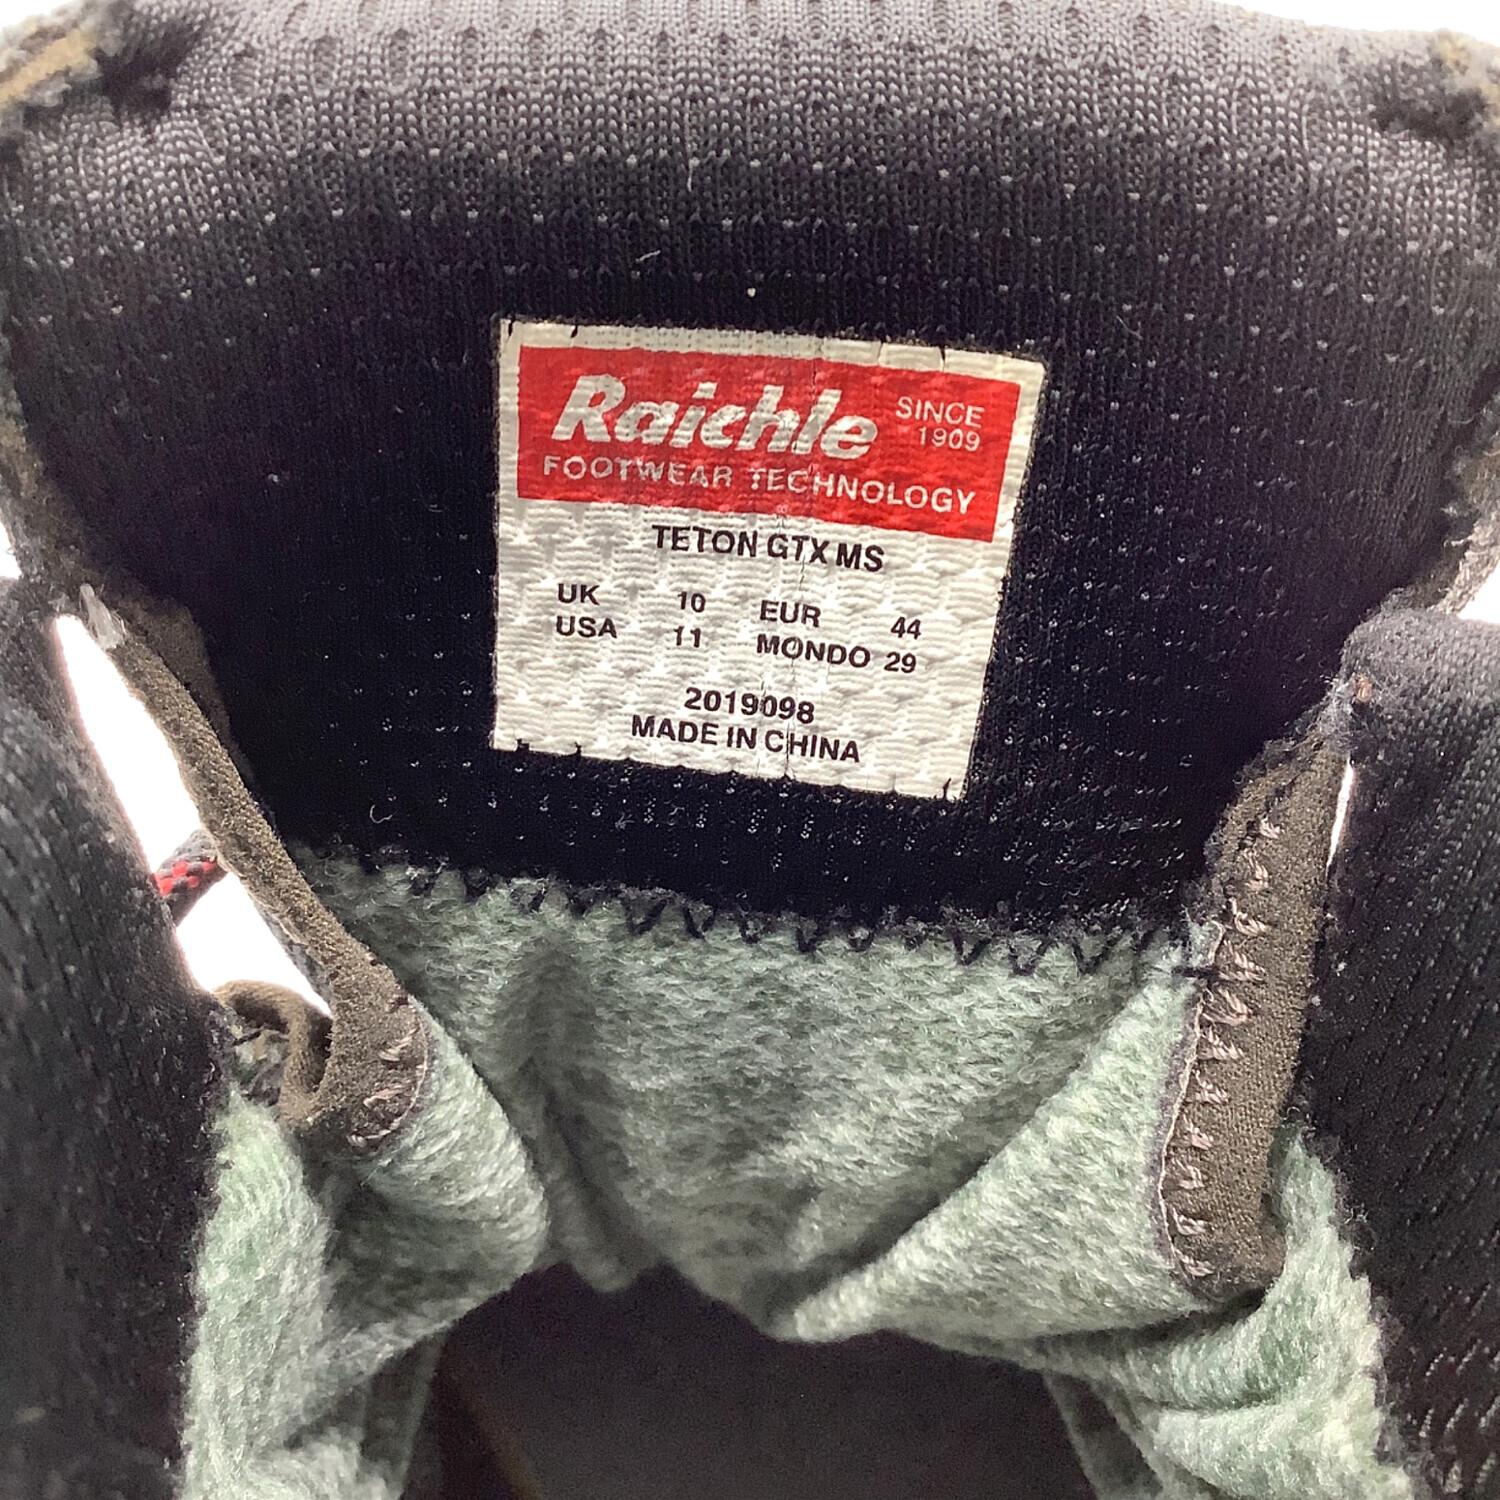 Raichle SINCE 1909
FOOTWEAR TECHNOLOGY
TETON GTX MS
UK 10 EUR 44
USA 11 MONDO 29
2019098
MADE IN CHINA